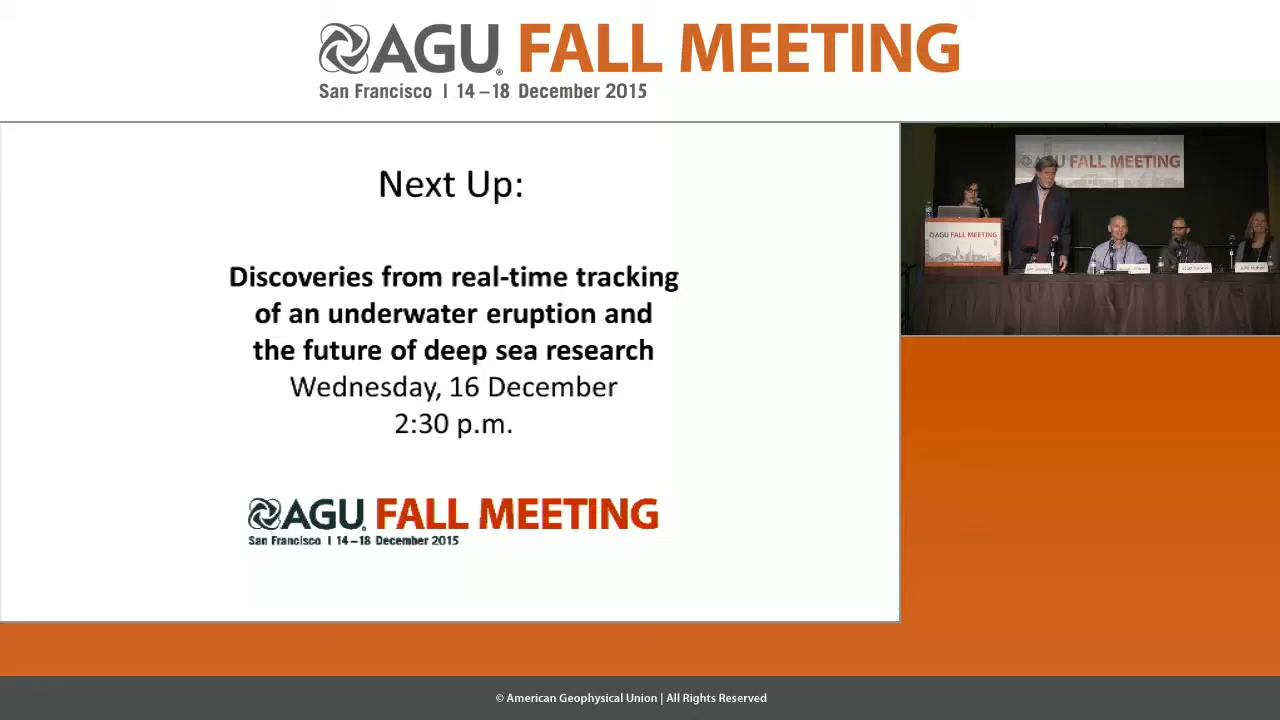 AGU FALL MEETING
San Francisco | 14–18 December 2015
Next Up:
Discoveries from real-time tracking
of an underwater eruption and
the future of deep sea research
Wednesday, 16 December
2:30 p.m.
AGU FALL MEETING
San Francisco | 14–18 December 2015
AGU FALL MEETING
AGU FALL MEETING
© American Geophysical Union | All Rights Reserved